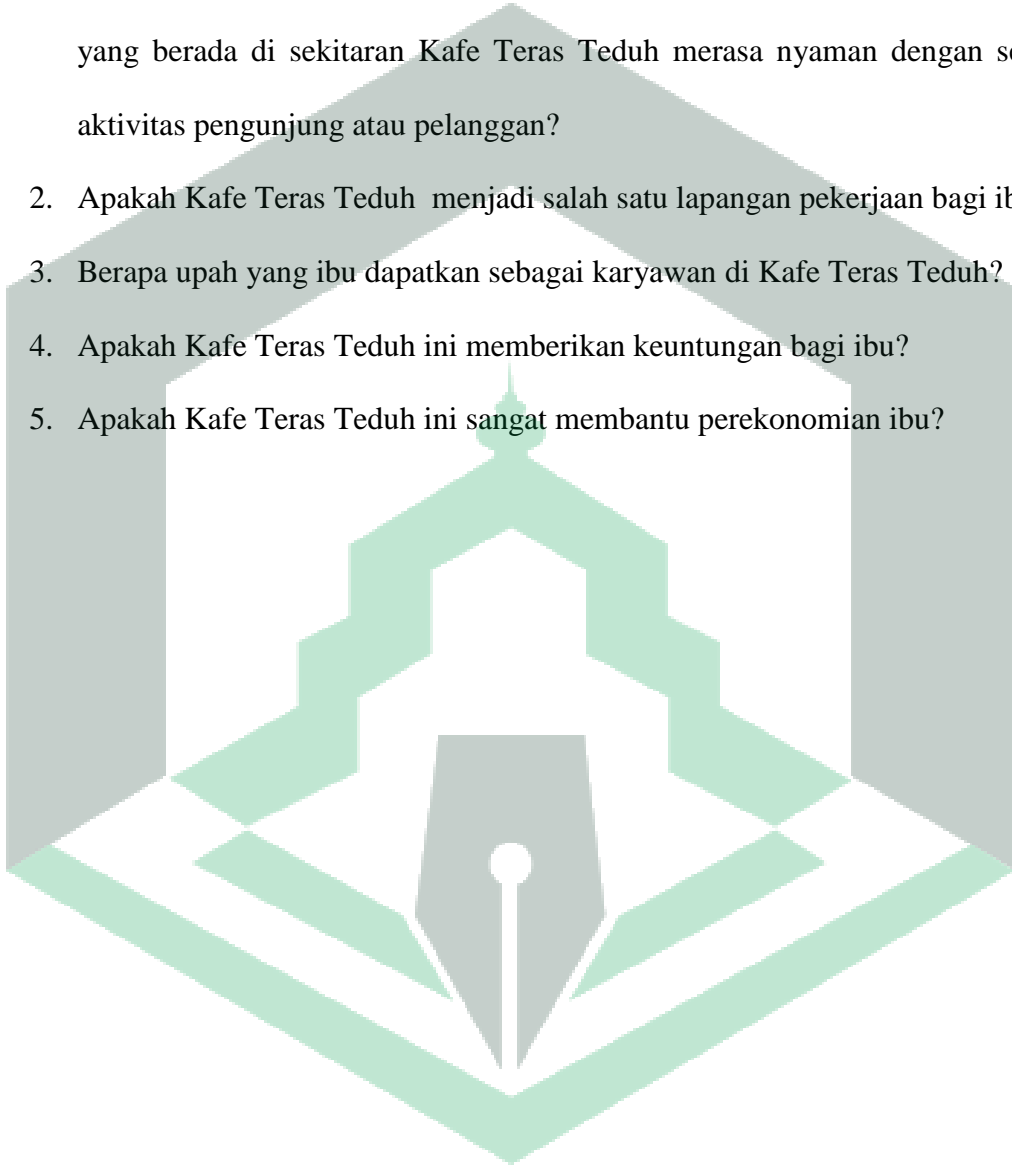 yang berada di sekitaran Kafe Teras Teduh merasa nyaman dengan
aktivitas pengunjung atau pelanggan?
2. Apakah Kafe Teras Teduh menjadi salah satu lapangan pekerjaan bagi
3. Berapa upah yang ibu dapatkan sebagai karyawan di Kafe Teras Teduh?
4. Apakah Kafe Teras Teduh ini memberikan keuntungan bagi ibu?
5. Apakah Kafe Teras Teduh ini sangat membantu perekonomian ibu?